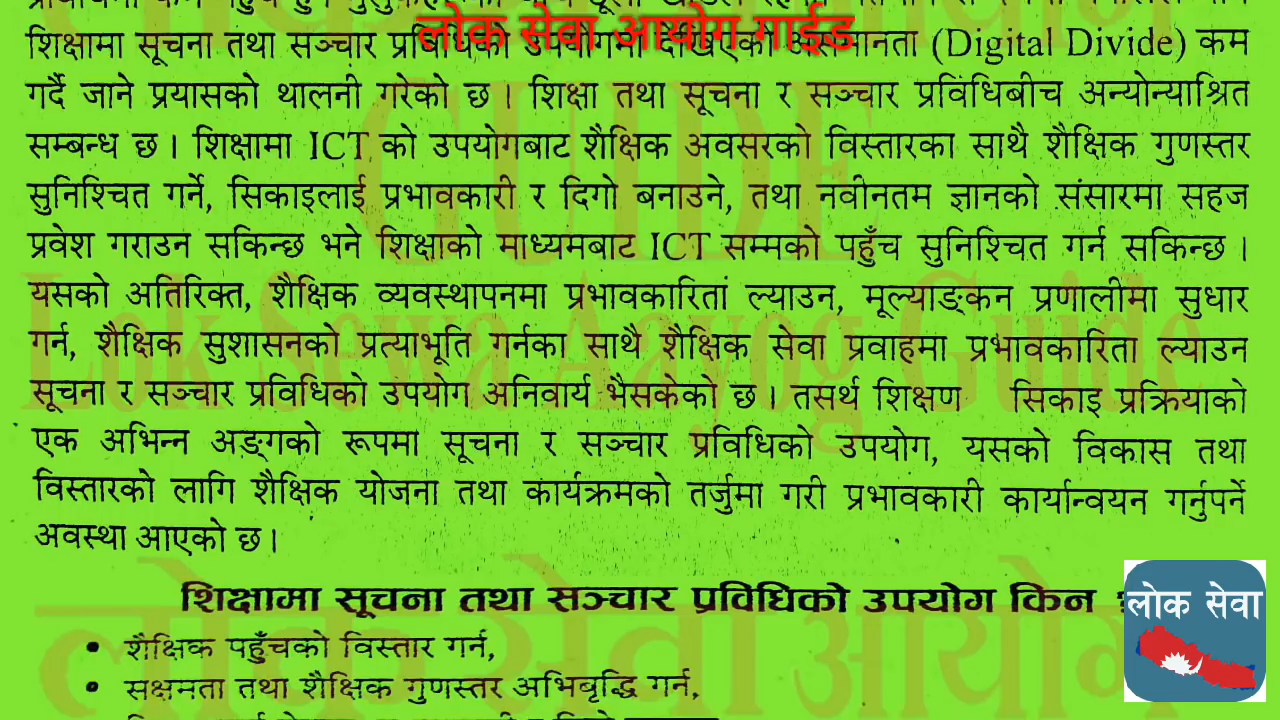 लोक सेवा आयोग गाईड
शिक्षामा सूचना तथा सञ्चार प्रविधिको उपयोगमा देखिएको असमानता (Digital Divide) कम
गर्दै जाने प्रयासको थालनी गरेको छ । शिक्षा तथा सूचना र सञ्चार प्रविधिबीच अन्योन्याश्रित
सम्बन्ध छ । शिक्षामा ICT को उपयोगबाट शैक्षिक अवसरको विस्तारका साथै शैक्षिक गुणस्तर
सुनिश्चित गर्ने, सिकाइलाई प्रभावकारी र दिगो बनाउने, तथा नवीनतम ज्ञानको संसारमा सहज
प्रवेश गराउन सकिन्छ भने शिक्षाको माध्यमबाट ICT सम्मको पहुँच सुनिश्चित गर्न सकिन्छ ।
यसको अतिरिक्त, शैक्षिक व्यवस्थापनमा प्रभावकारिता ल्याउन, मूल्याङ्कन प्रणालीमा सुधार
गर्न, शैक्षिक सुशासनको प्रत्याभूति गर्नका साथै शैक्षिक सेवा प्रवाहमा प्रभावकारिता ल्याउन
सूचना र सञ्चार प्रविधिको उपयोग अनिवार्य भैसकेको छ । तसर्थ शिक्षण सिकाइ प्रक्रियाको
एक अभिन्न अङ्गको रूपमा सूचना र सञ्चार प्रविधिको उपयोग, यसको विकास तथा
विस्तारको लागि शैक्षिक योजना तथा कार्यक्रमको तर्जुमा गरी प्रभावकारी कार्यान्वयन गर्नुपर्ने
अवस्था आएको छ ।
शिक्षामा सूचना तथा सञ्चार प्रविधिको उपयोग किन
• शैक्षिक पहुँचको विस्तार गर्न,
• सक्षमता तथा शैक्षिक गुणस्तर अभिबृद्धि गर्न,
लोक सेवा
GUIDE
Lok Sewa Aayog Guide
लोक सेवा आयोग